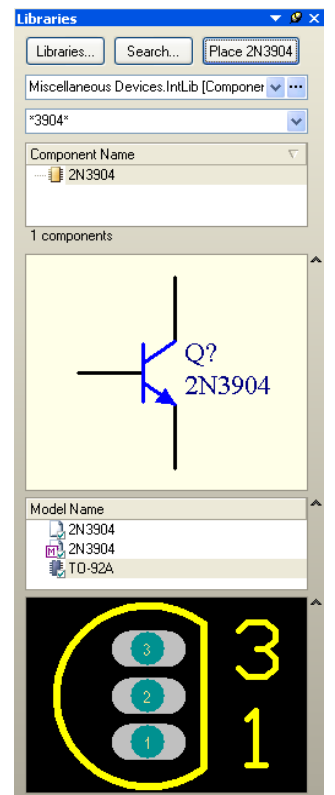 Libraries
Libraries... Search... Place 2N3904
Miscellaneous Devices.IntLib [Componer
*3904*
Component Name
2N3904
1 components
Q?
2N3904
Model Name
2N3904
M 2N3904
TO-92A
3 3
2
1 1